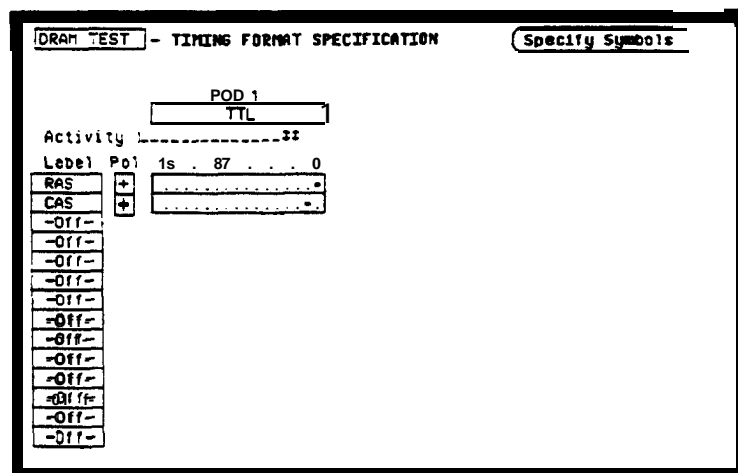 DRAM TEST - TIMING FORMAT SPECIFICATION Specify Symbols
POD 1
TTL
Activity ---------------‡‡
Label Pol 1s . 87 . . . 0
RAS + ...............*
CAS + ..............*.
-Off-
-Off-
-Off-
-Off-
-Off-
-Off-
-Off-
-Off-
-Off-
-Off-
-Off-
-Off-